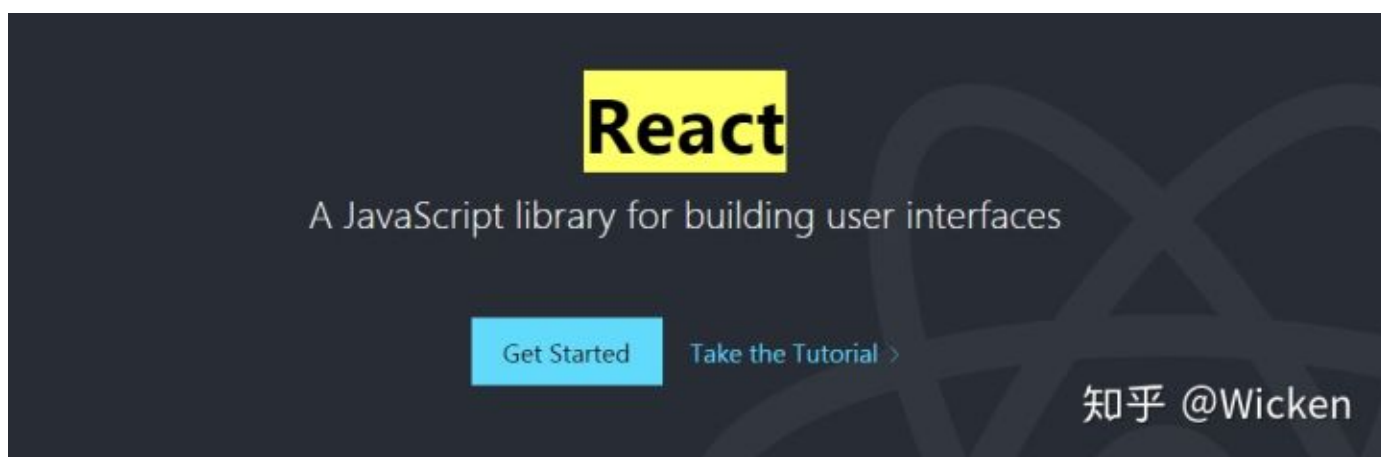 React
A JavaScript library for building user interfaces
Get Started
Take the Tutorial >
知乎 @Wicken